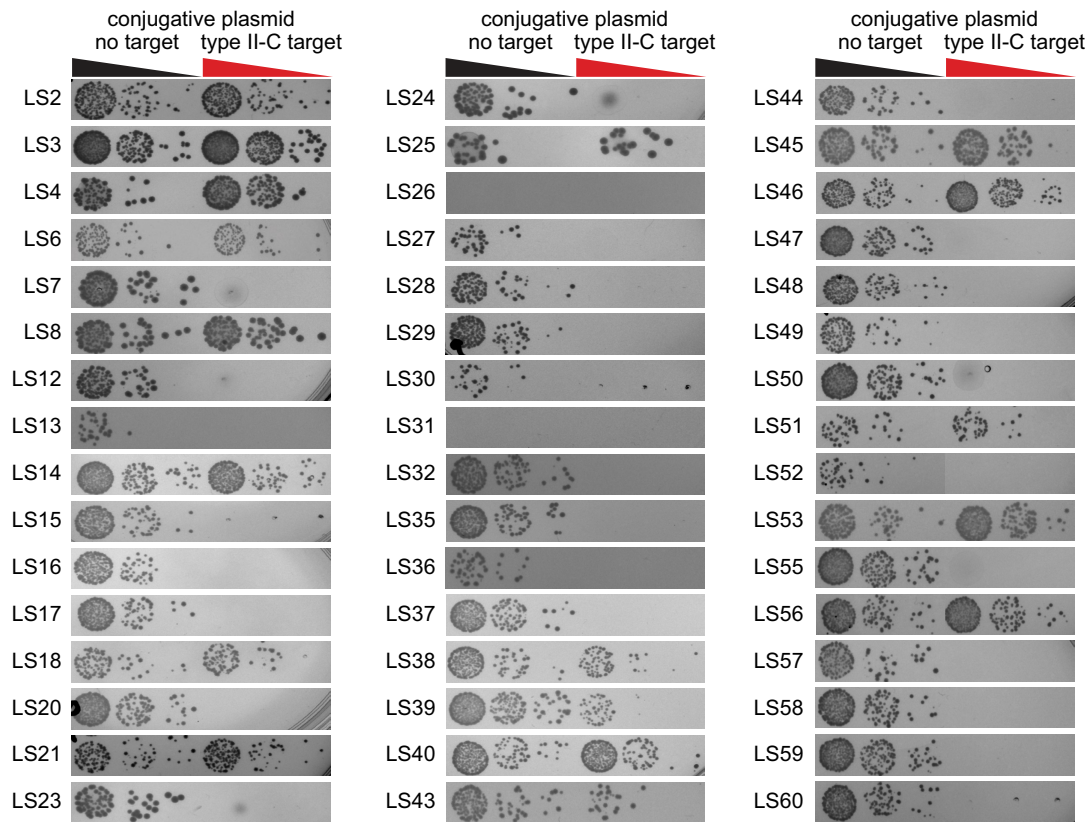 conjugative plasmid
no target type II-C target
LS2
LS3
LS4
LS6
LS7
LS8
LS12
LS13
LS14
LS15
LS16
LS17
LS18
LS20
LS21
LS23
conjugative plasmid
no target type II-C target
LS24
LS25
LS26
LS27
LS28
LS29
LS30
LS31
LS32
LS35
LS36
LS37
LS38
LS39
LS40
LS43
conjugative plasmid
no target type II-C target
LS44
LS45
LS46
LS47
LS48
LS49
LS50
LS51
LS52
LS53
LS55
LS56
LS57
LS58
LS59
LS60